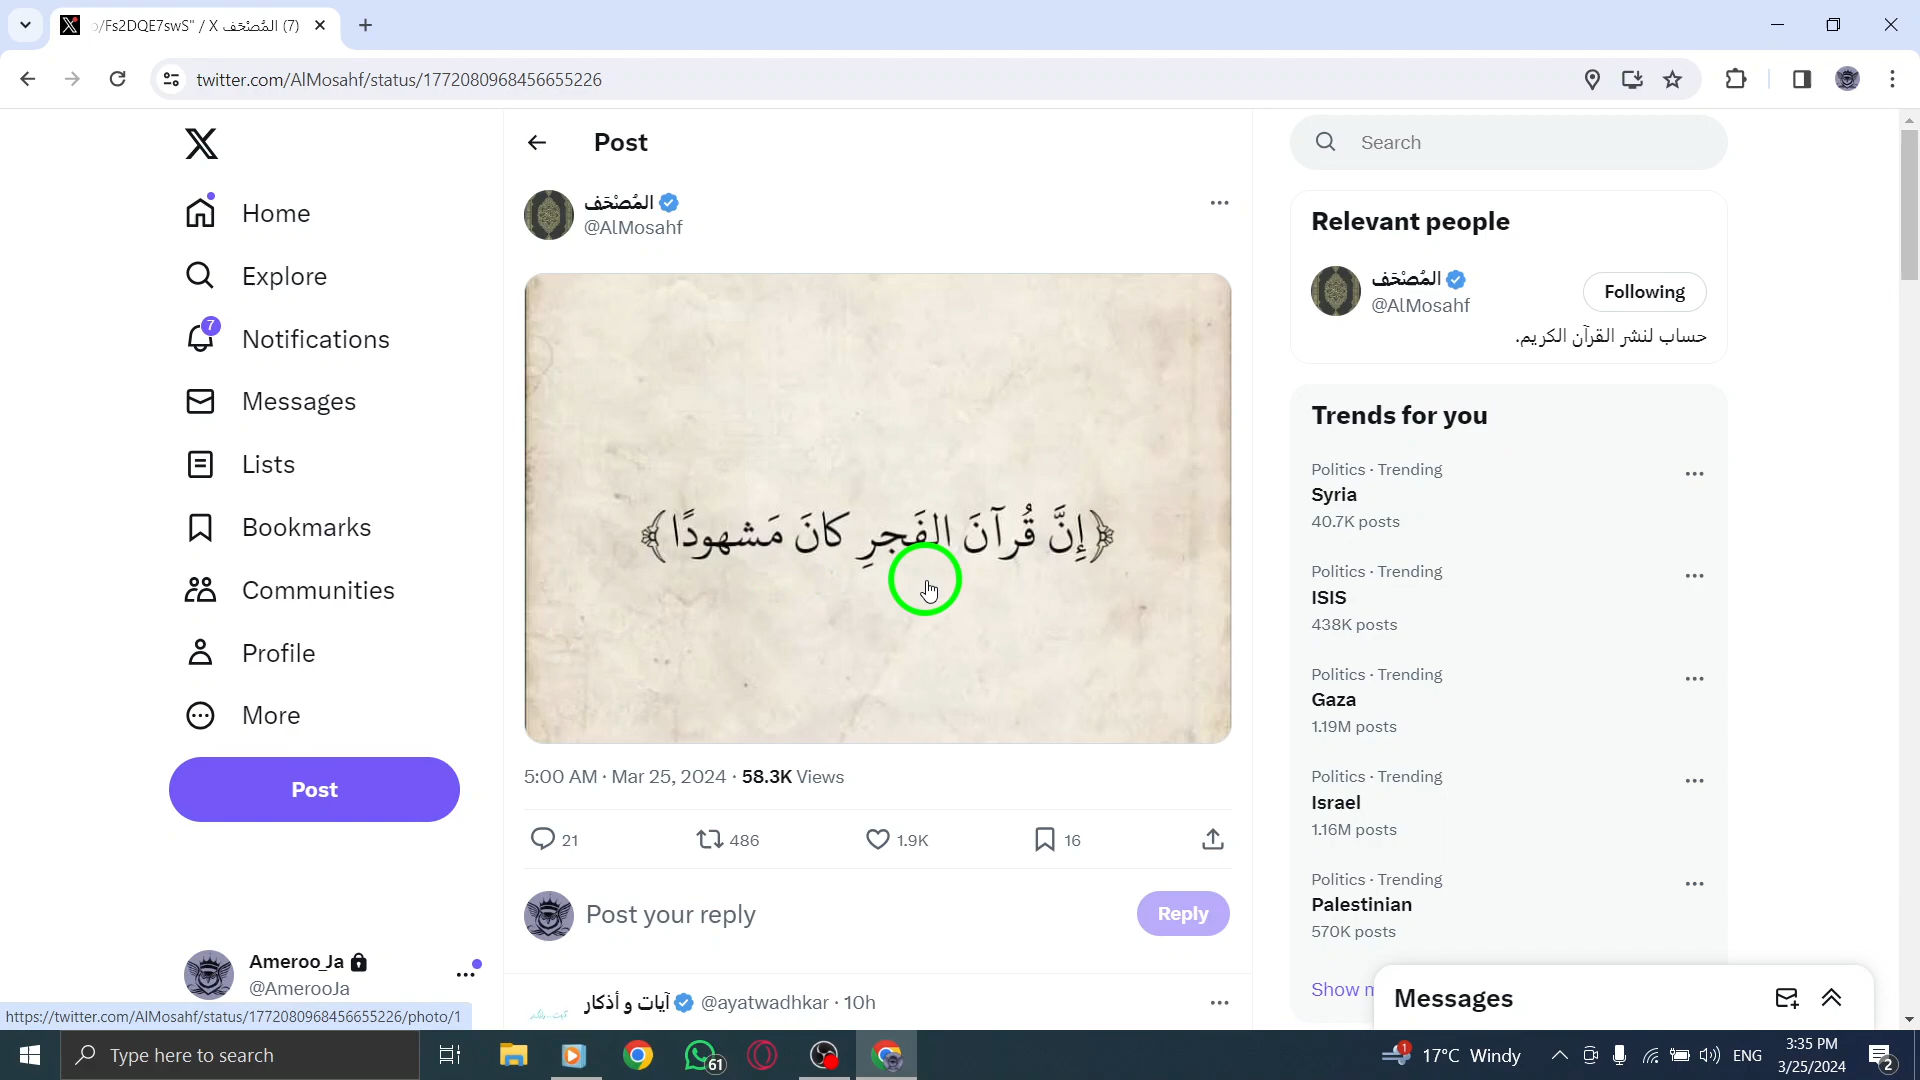 /Fs2DQE7swS" / X المُصْحَف (7)
twitter.com/AlMosahf/status/1772080968456655226
Home
Explore
7
Notifications
Messages
Lists
Bookmarks
Communities
Profile
More
Post
Ameroo_Ja
@AmerooJa
https://twitter.com/AlMosahf/status/1772080968456655226/photo/1
Post
المُصْحَف
@AlMosahf
﴿إِنَّ قُرآنَ الفَجرِ كانَ مَشهودًا﴾
5:00 AM · Mar 25, 2024 · 58.3K Views
21 486 1.9K 16
Post your reply
Reply
آيات و أذكار @ayatwadhkar · 10h
Search
Relevant people
المُصْحَف
@AlMosahf
Following
حساب لنشر القرآن الكريم.
Trends for you
Politics · Trending
Syria
40.7K posts
Politics · Trending
ISIS
438K posts
Politics · Trending
Gaza
1.19M posts
Politics · Trending
Israel
1.16M posts
Politics · Trending
Palestinian
570K posts
Show
Messages
Type here to search
61
1
17°C Windy
ENG
3:35 PM
3/25/2024
2